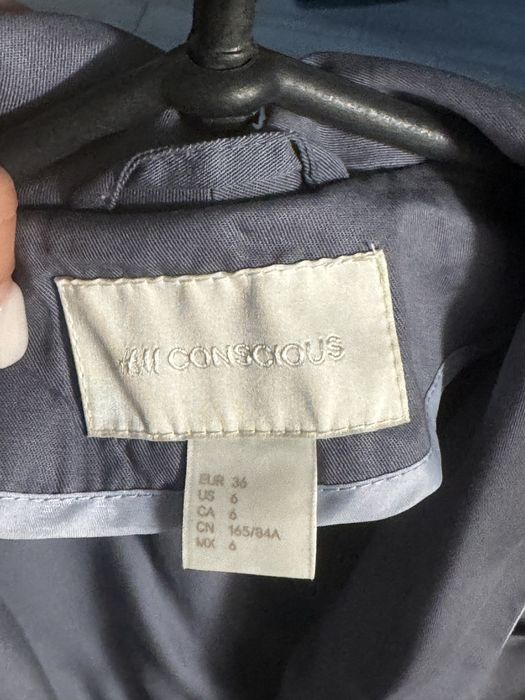 H&M CONSCIOUS
EUR 36
US 6
CA 6
CN 165/84A
MX 6